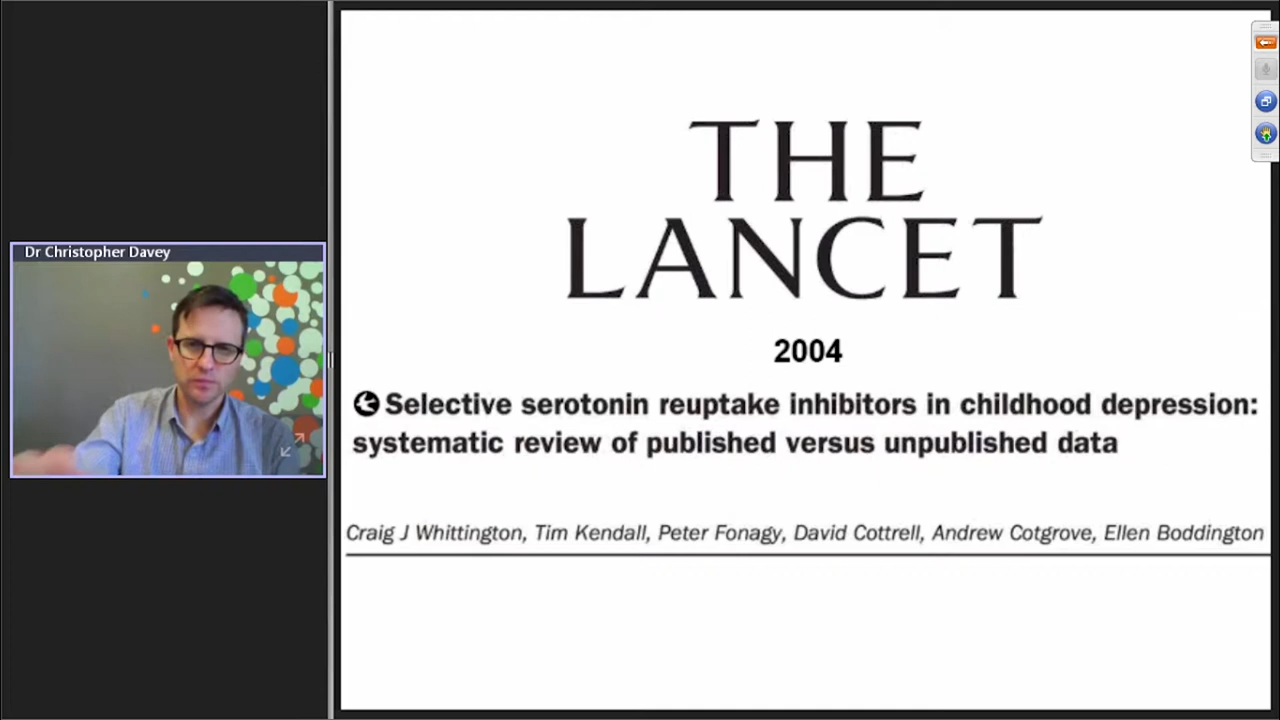 Dr Christopher Davey
THE
LANCET
2004
Selective serotonin reuptake inhibitors in childhood depression:
systematic review of published versus unpublished data
Craig J Whittington, Tim Kendall, Peter Fonagy, David Cottrell, Andrew Cotgrove, Ellen Boddington